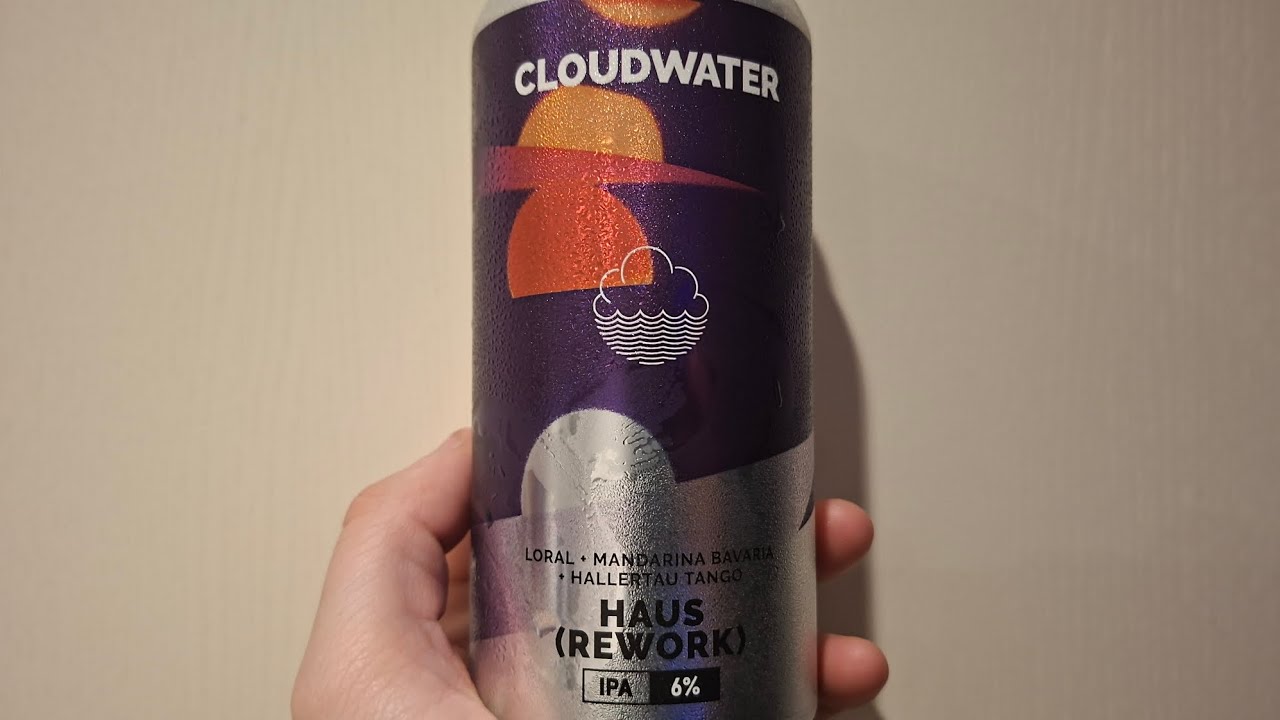 CLOUDWATER
LORAL + MANDARINA BAVARIA
+ HALLERTAU TANGO
HAUS
(REWORK)
IPA 6%